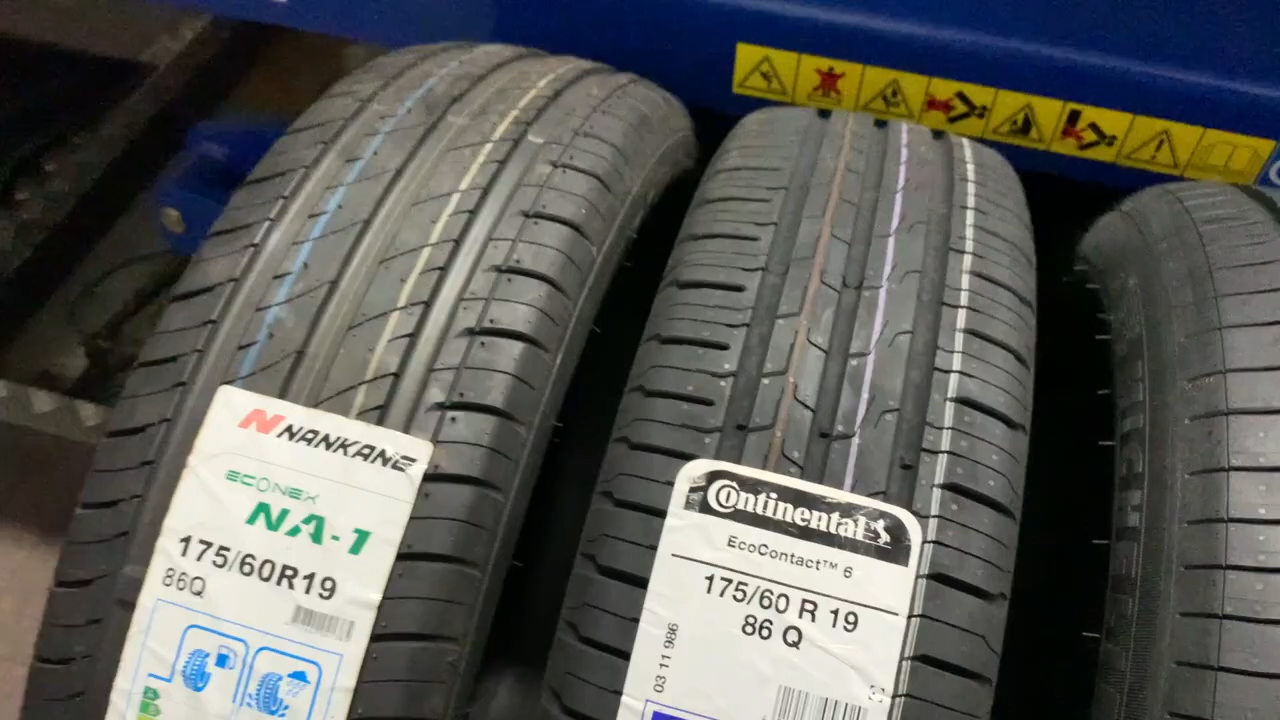 NANKANG
ECONEX
NA-1
175/60R19
86Q
Continental
EcoContact™ 6
175/60 R 19
86 Q
03 11 986